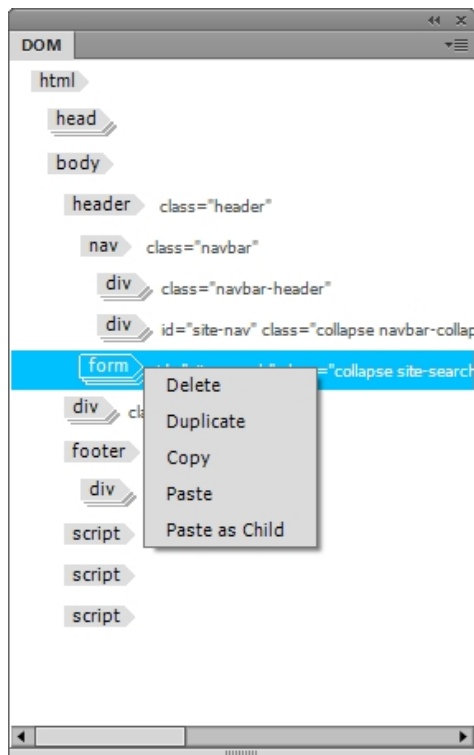 DOM
html
head
body
header class="header"
nav class="navbar"
div class="navbar-header"
div id="site-nav" class="collapse navbar-collap
form ="collapse site-search
Delete
div
Duplicate
footer
Copy
div
Paste
script
Paste as Child
script
script